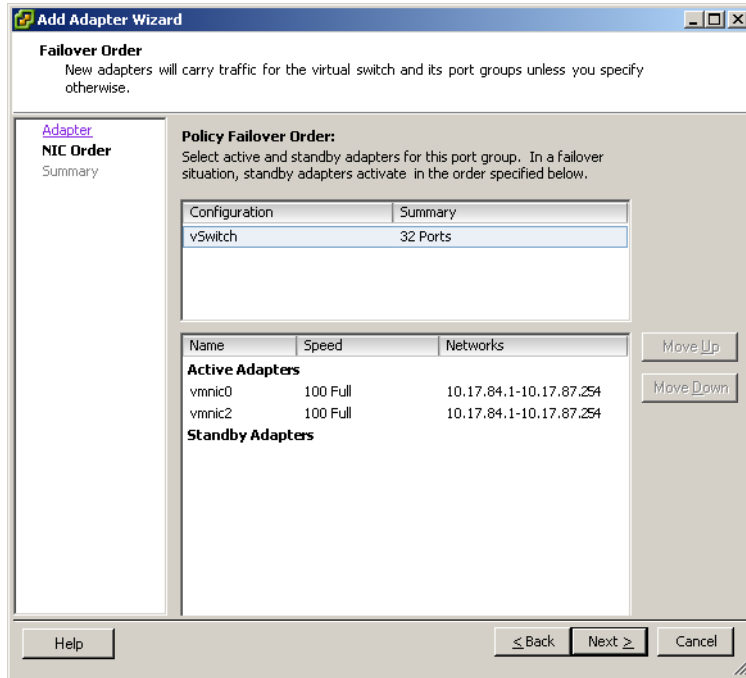 Add Adapter Wizard
Failover Order
New adapters will carry traffic for the virtual switch and its port groups unless you specify
otherwise.
Adapter
NIC Order
Summary
Policy Failover Order:
Select active and standby adapters for this port group. In a failover
situation, standby adapters activate in the order specified below.
Configuration Summary
vSwitch 32 Ports
Name Speed Networks
Active Adapters
vmnic0 100 Full 10.17.84.1-10.17.87.254
vmnic2 100 Full 10.17.84.1-10.17.87.254
Standby Adapters
Move Up
Move Down
Help
< Back
Next >
Cancel